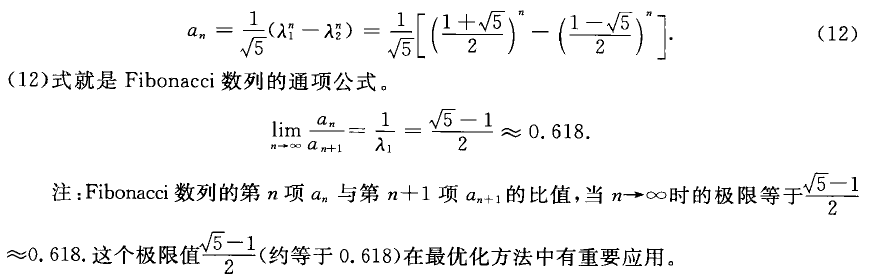 $a_n = \frac{1}{\sqrt{5}}(\lambda_1^n - \lambda_2^n) = \frac{1}{\sqrt{5}}\left[\left(\frac{1+\sqrt{5}}{2}\right)^n - \left(\frac{1-\sqrt{5}}{2}\right)^n\right].$ (12)
(12)式就是 Fibonacci 数列的通项公式。
$\lim_{n \to \infty} \frac{a_n}{a_{n+1}} = \frac{1}{\lambda_1} = \frac{\sqrt{5}-1}{2} \approx 0.618.$
注:Fibonacci 数列的第 $n$ 项 $a_n$ 与第 $n+1$ 项 $a_{n+1}$ 的比值,当 $n \to \infty$ 时的极限等于 $\frac{\sqrt{5}-1}{2}$
$\approx 0.618.$ 这个极限值 $\frac{\sqrt{5}-1}{2}$ (约等于 0.618)在最优化方法中有重要应用。